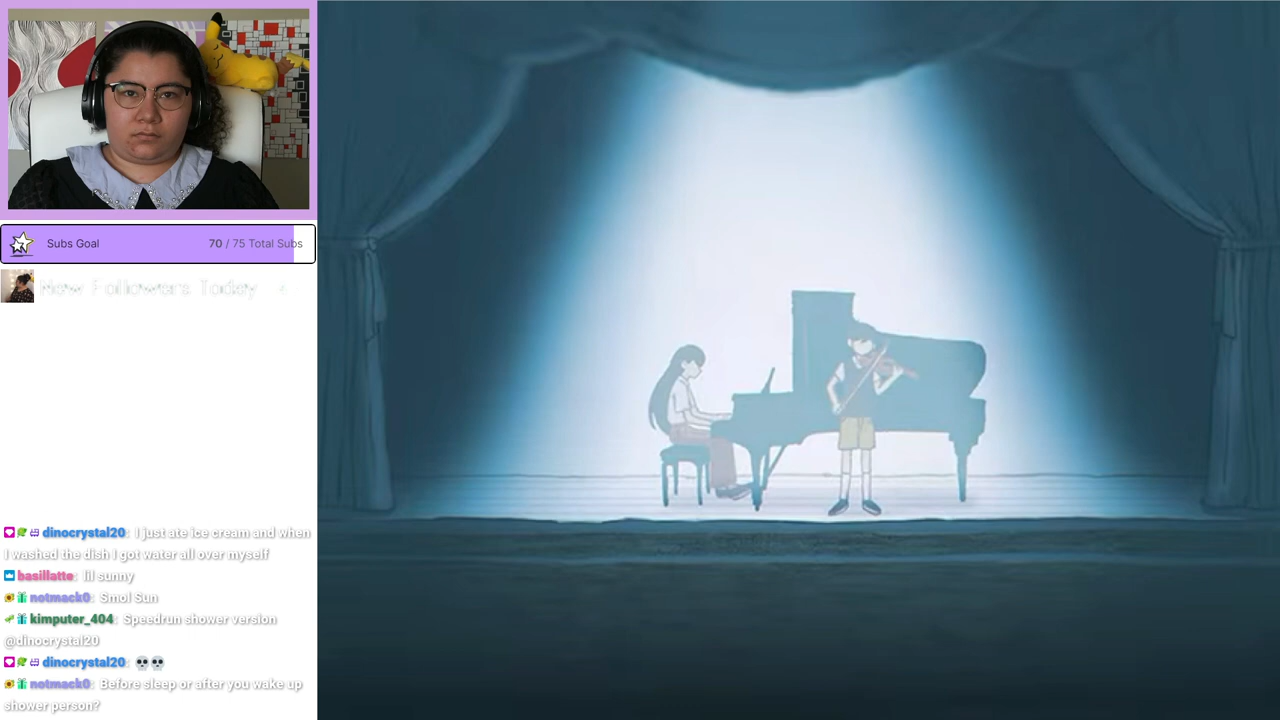 Subs Goal 70 / 75 Total Subs
New Followers Today
dinocrystal20: I just ate ice cream and when
I washed the dish I got water all over myself
basillatte: lil sunny
notmack0: Smol Sun
kimputer_404: Speedrun shower version
@dinocrystal20
dinocrystal20: 💀💀
notmack0: Before sleep or after you wake up
shower person?